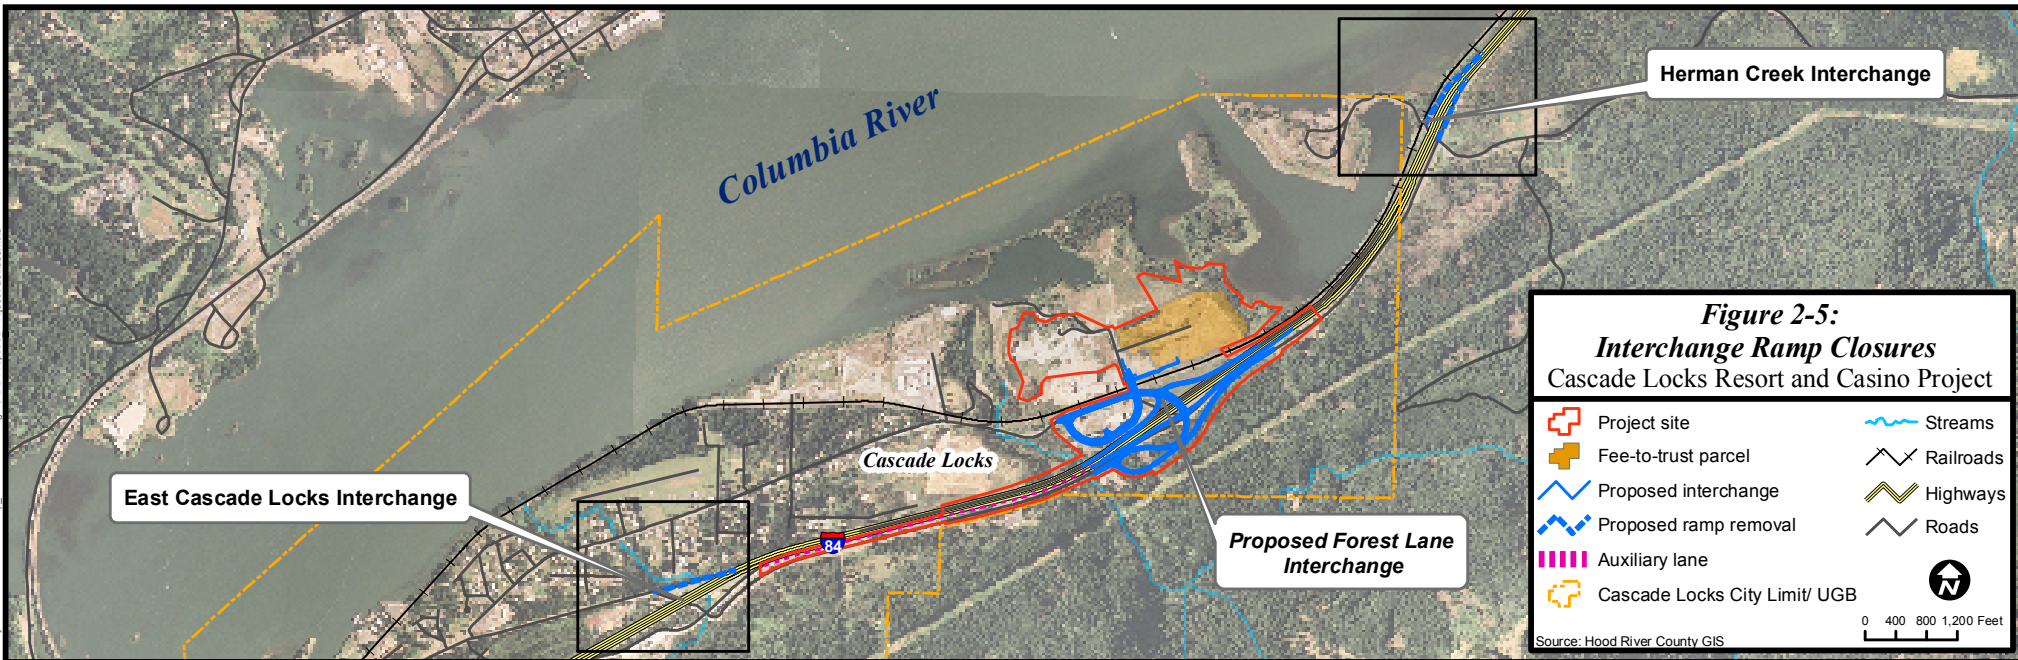 Herman Creek Interchange
Columbia River
Cascade Locks
East Cascade Locks Interchange
84
Proposed Forest Lane
Interchange
Figure 2-5:
Interchange Ramp Closures
Cascade Locks Resort and Casino Project
Project site
Fee-to-trust parcel
Proposed interchange
Proposed ramp removal
Auxiliary lane
Cascade Locks City Limit/ UGB
Streams
Railroads
Highways
Roads
N
0 400 800 1,200 Feet
Source: Hood River County GIS